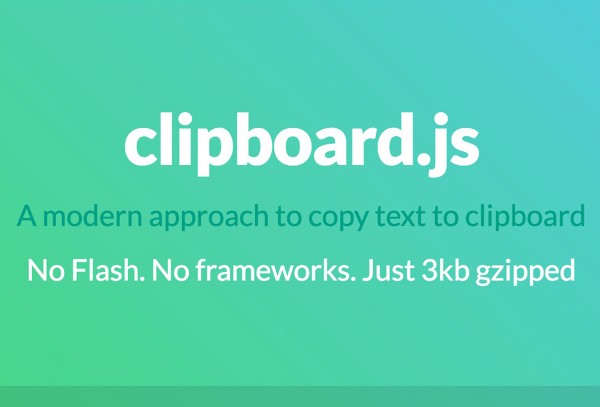 clipboard.js
A modern approach to copy text to clipboard
No Flash. No frameworks. Just 3kb gzipped